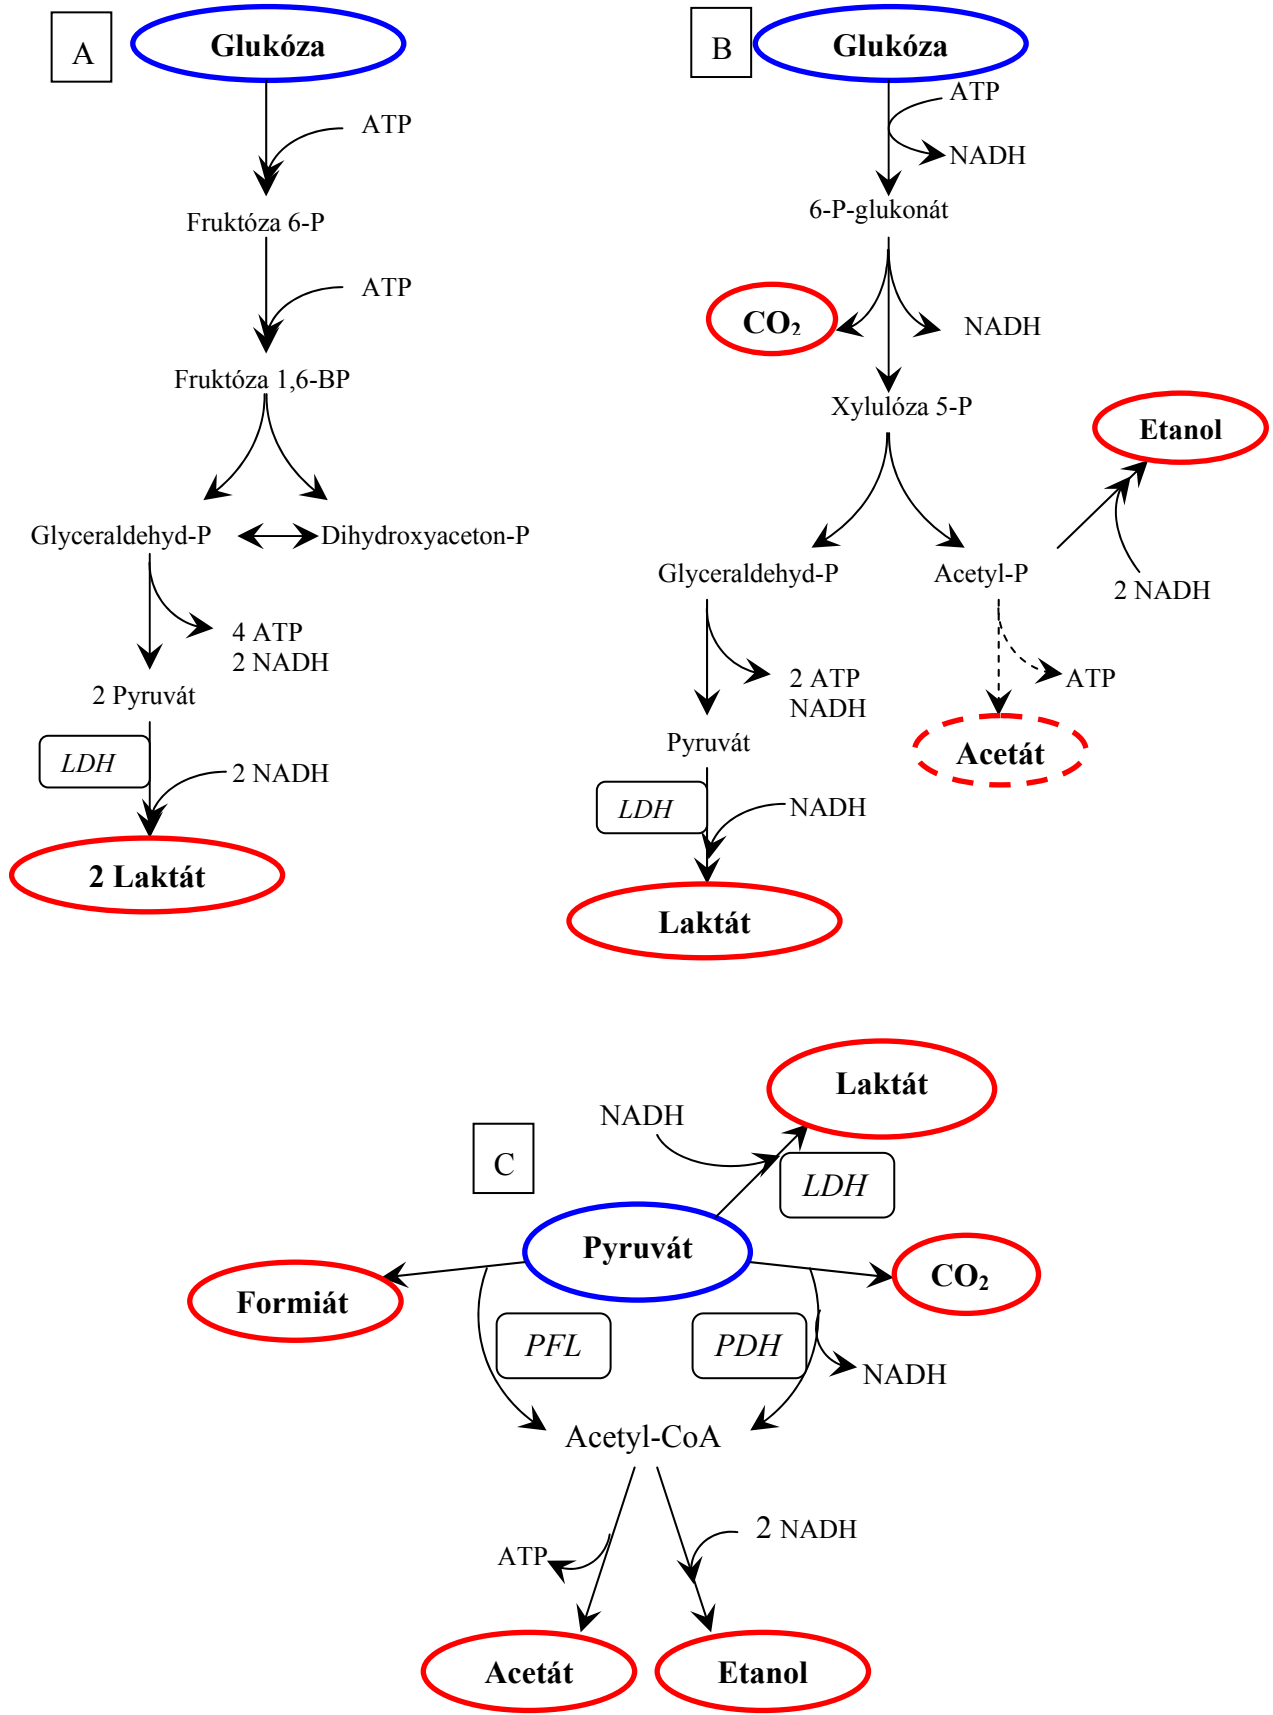 A
Glukóza
ATP
Fruktóza 6-P
ATP
Fruktóza 1,6-BP
Glyceraldehyd-P
Dihydroxyaceton-P
4 ATP
2 NADH
2 Pyruvát
LDH
2 NADH
2 Laktát
B
Glukóza
ATP
NADH
6-P-glukonát
CO₂
NADH
Xylulóza 5-P
Etanol
Glyceraldehyd-P
Acetyl-P
2 NADH
2 ATP
NADH
ATP
Pyruvát
Acetát
LDH
NADH
Laktát
C
Laktát
NADH
LDH
Pyruvát
CO₂
Formiát
PFL
PDH
NADH
Acetyl-CoA
ATP
2 NADH
Acetát
Etanol